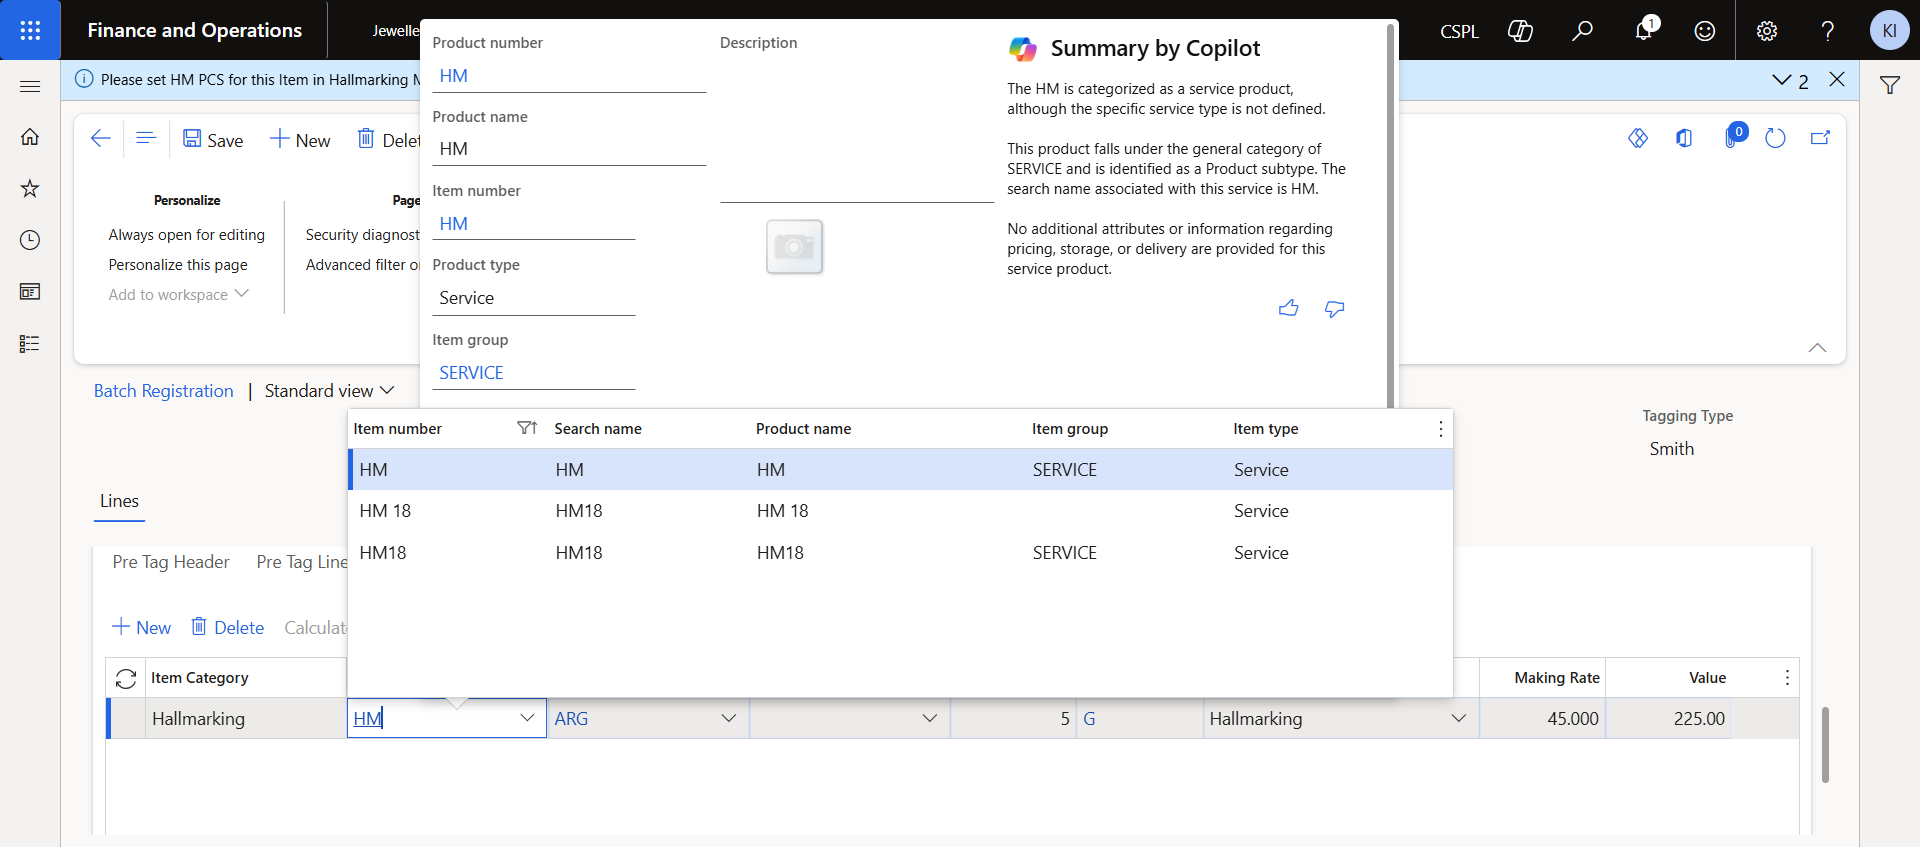 Finance and Operations
Jewelle
CSPL
1
?
KI
Please set HM PCS for this Item in Hallmarking M
2
Save
New
Delet
0
Personalize
Always open for editing
Personalize this page
Add to workspace
Page
Security diagnost
Advanced filter o
Product number
HM
Product name
HM
Item number
HM
Product type
Service
Item group
SERVICE
Description
Summary by Copilot
The HM is categorized as a service product,
although the specific service type is not defined.
This product falls under the general category of
SERVICE and is identified as a Product subtype. The
search name associated with this service is HM.
No additional attributes or information regarding
pricing, storage, or delivery are provided for this
service product.
Batch Registration | Standard view
Tagging Type
Smith
Item number Search name Product name Item group Item type
HM HM HM SERVICE Service
HM 18 HM18 HM 18 Service
HM18 HM18 HM18 SERVICE Service
Lines
Pre Tag Header Pre Tag Line
New Delete Calculat
Item Category Making Rate Value
Hallmarking HM ARG 5 G Hallmarking 45.000 225.00